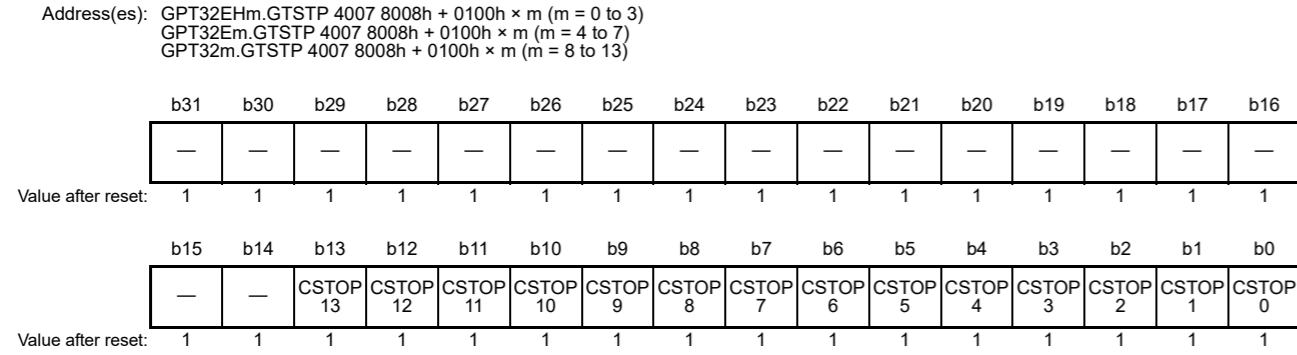 Address(es): GPT32EHm.GTSTP 4007 8008h + 0100h × m (m = 0 to 3)
GPT32Em.GTSTP 4007 8008h + 0100h × m (m = 4 to 7)
GPT32m.GTSTP 4007 8008h + 0100h × m (m = 8 to 13)
b31 b30 b29 b28 b27 b26 b25 b24 b23 b22 b21 b20 b19 b18 b17 b16
— — — — — — — — — — — — — — — —
Value after reset: 1 1 1 1 1 1 1 1 1 1 1 1 1 1 1 1
b15 b14 b13 b12 b11 b10 b9 b8 b7 b6 b5 b4 b3 b2 b1 b0
— — CSTOP CSTOP CSTOP CSTOP CSTOP CSTOP CSTOP CSTOP CSTOP CSTOP CSTOP CSTOP CSTOP CSTOP
13 12 11 10 9 8 7 6 5 4 3 2 1 0
Value after reset: 1 1 1 1 1 1 1 1 1 1 1 1 1 1 1 1